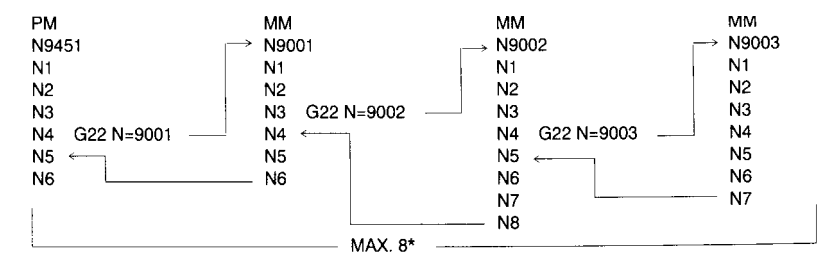 PM MM MM MM
N9451 N9001 N9002 N9003
N1 N1 N1 N1
N2 N2 N2 N2
N3 N3 G22 N=9002 N3 N3
N4 G22 N=9001 N4 N4 G22 N=9003 N4
N5 N5 N5 N5
N6 N6 N6 N6
N7 N7
N8
MAX. 8*